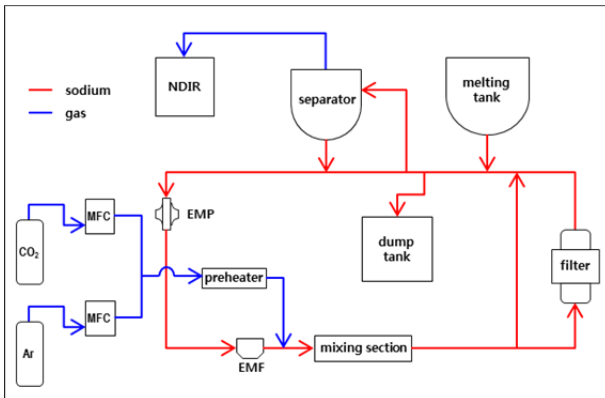 NDIR
separator
melting
tank
sodium
gas
MFC
EMP
CO₂
dump
tank
filter
preheater
MFC
Ar
mixing section
EMF